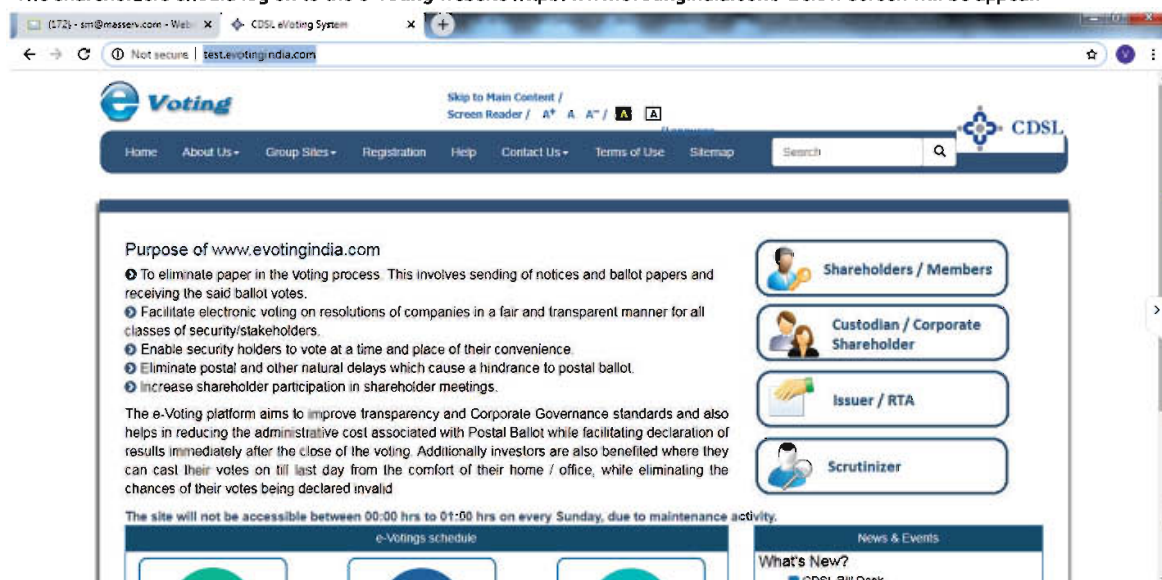 (172) - sm@masserv.com - Web
CDSL eVoting System
Not secure | test.evotingindia.com
V
e Voting
Skip to Main Content /
Screen Reader / A+ A A- / A A
CDSL
Home About Us Group Sites Registration Help Contact Us Terms of Use Sitemap Search
Purpose of www.evotingindia.com
To eliminate paper in the voting process. This involves sending of notices and ballot papers and
receiving the said ballot votes.
Facilitate electronic voting on resolutions of companies in a fair and transparent manner for all
classes of security/stakeholders.
Enable security holders to vote at a time and place of their convenience.
Eliminate postal and other natural delays which cause a hindrance to postal ballot.
Increase shareholder participation in shareholder meetings.
The e-Voting platform aims to improve transparency and Corporate Governance standards and also
helps in reducing the administrative cost associated with Postal Ballot while facilitating declaration of
results immediately after the close of the voting. Additionally investors are also benefited where they
can cast their votes on till last day from the comfort of their home / office, while eliminating the
chances of their votes being declared invalid
Shareholders / Members
Custodian / Corporate
Shareholder
Issuer / RTA
Scrutinizer
The site will not be accessible between 00:00 hrs to 01:00 hrs on every Sunday, due to maintenance activity.
e-Votings schedule
News & Events
What's New?
CDSL Bill Desk